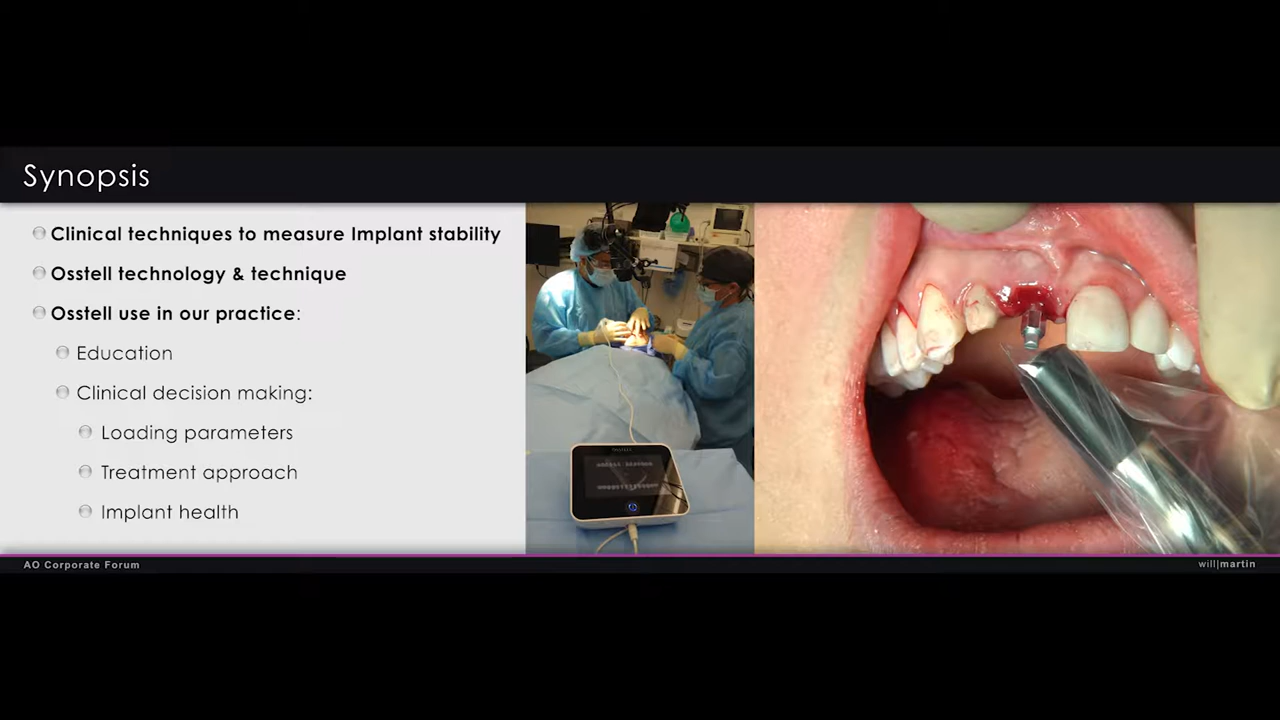 Synopsis
Clinical techniques to measure Implant stability
Osstell technology & technique
Osstell use in our practice:
Education
Clinical decision making:
Loading parameters
Treatment approach
Implant health
AO Corporate Forum
will|martin